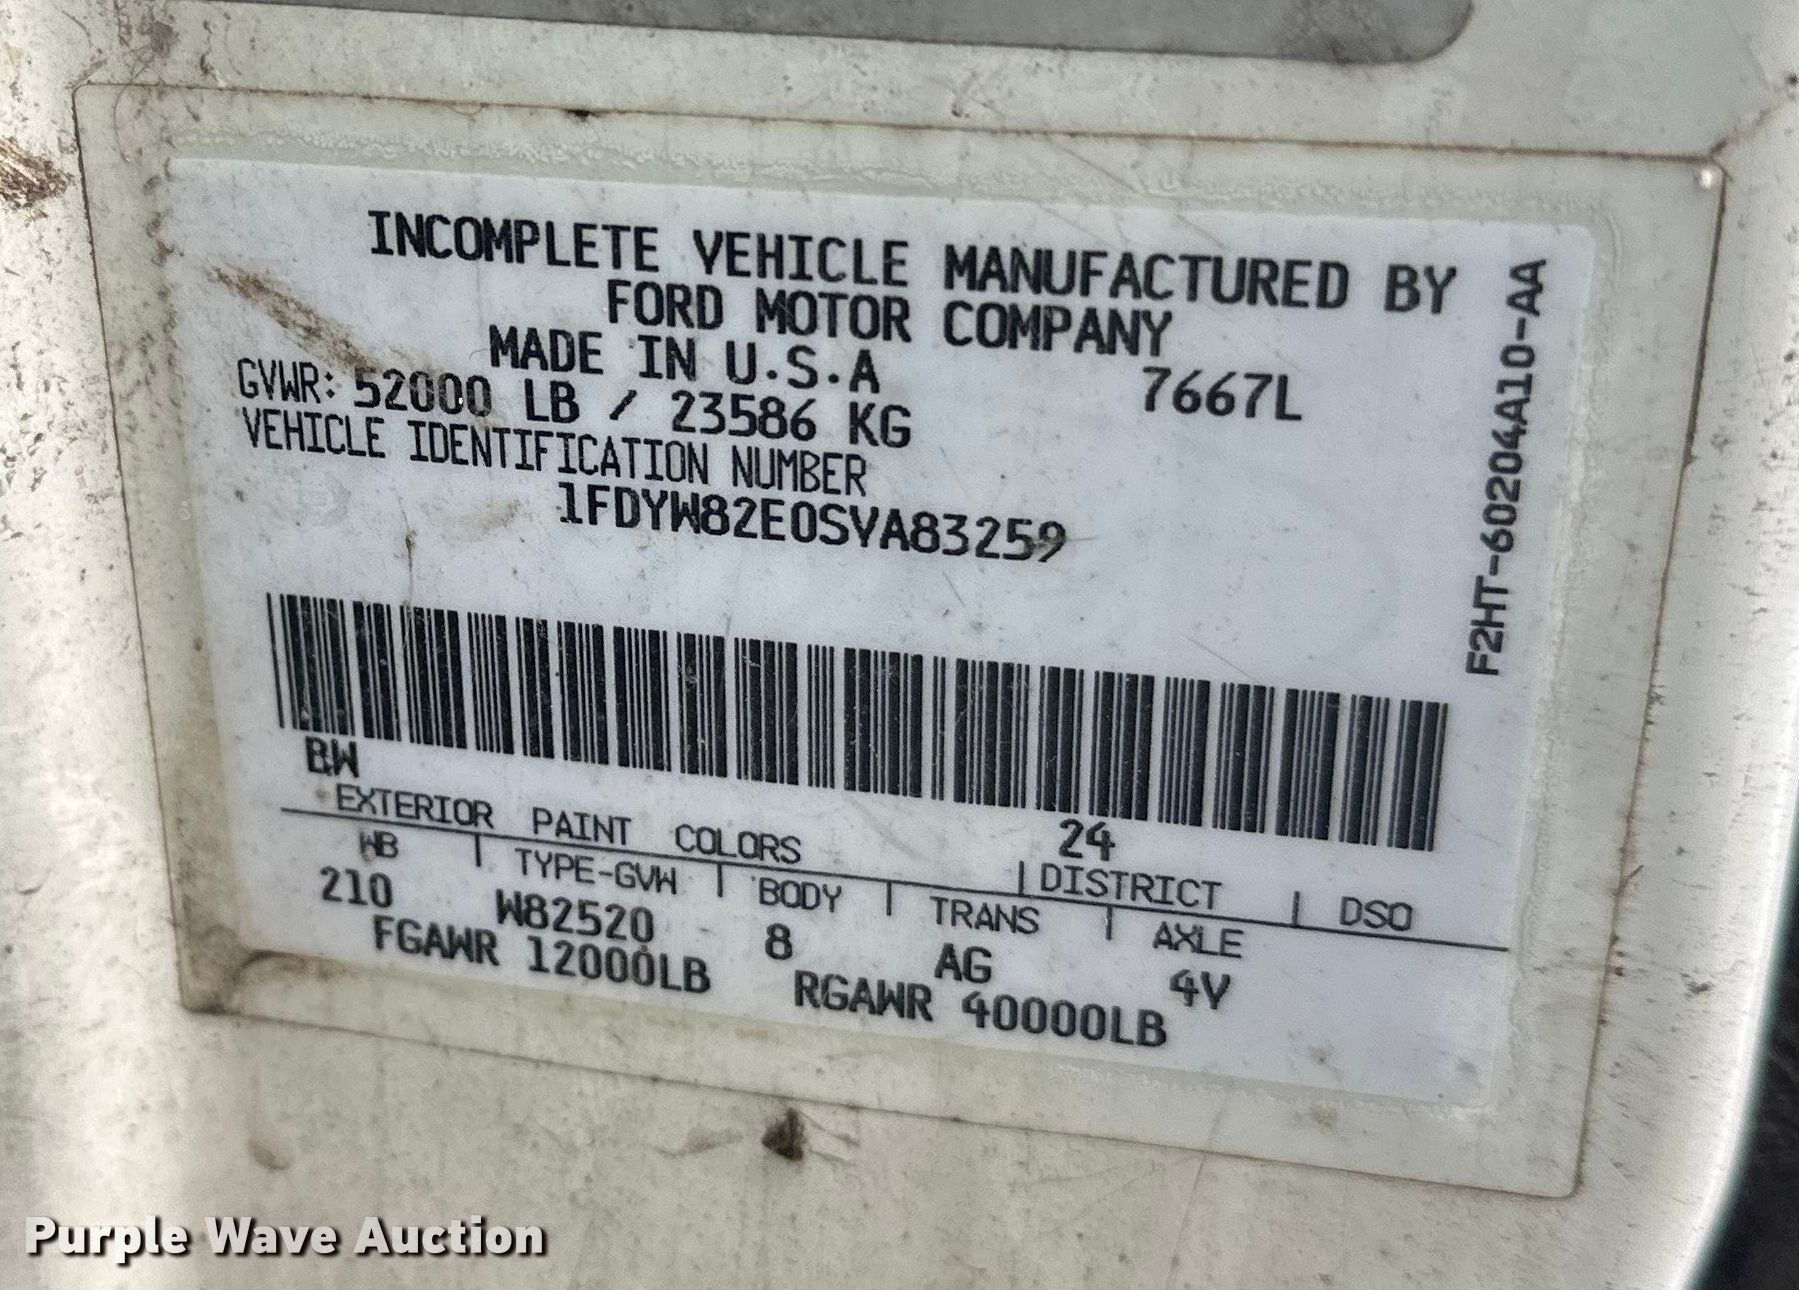 INCOMPLETE VEHICLE MANUFACTURED BY
FORD MOTOR COMPANY
MADE IN U.S.A
7667L
GVWR: 52000 LB / 23586 KG
VEHICLE IDENTIFICATION NUMBER
1FDYW82E0SVA83259
F2HT-60204A10-AA
BW
EXTERIOR PAINT COLORS
24
DISTRICT DSO
WB TYPE-GVW BODY TRANS AXLE
210 W82520 8 AG 4V
FGAWR 12000LB RGAWR 40000LB
Purple Wave Auction